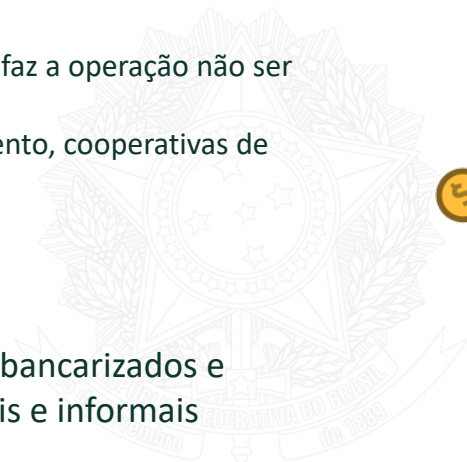 faz a operação não ser
ento, cooperativas de
bancarizados e
is e informais